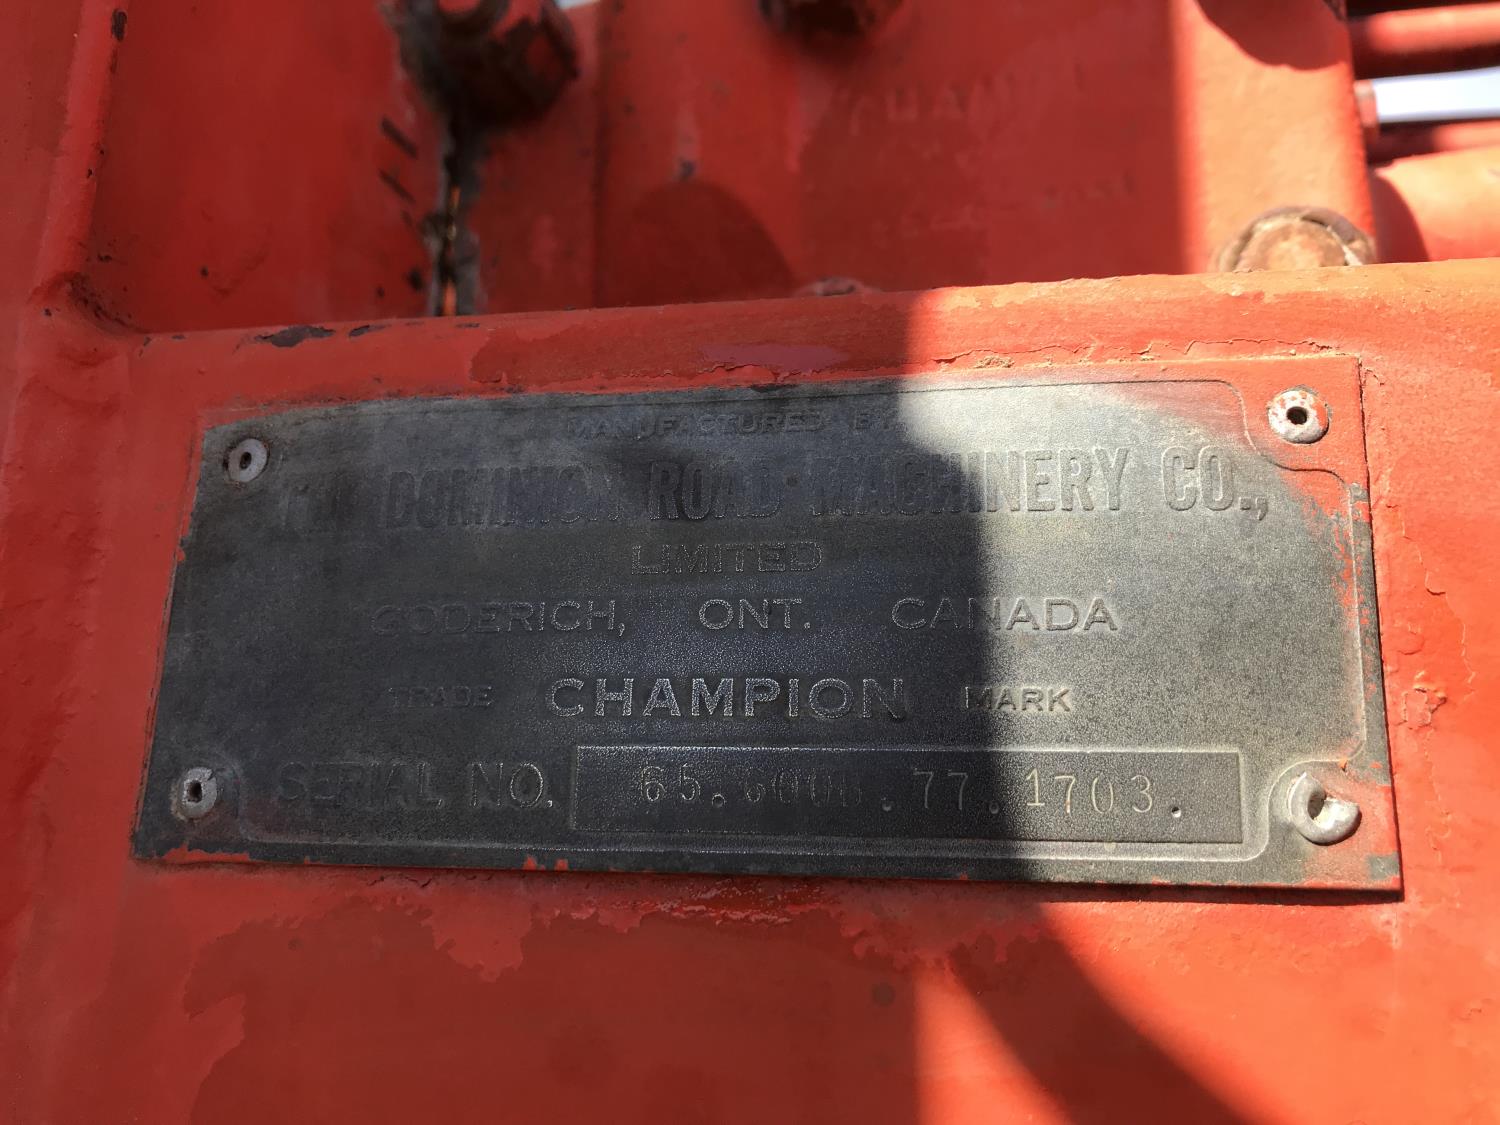 MANUFACTURED BY
THE DOMINION ROAD MACHINERY CO.,
LIMITED
GODERICH, ONT. CANADA
TRADE CHAMPION MARK
SERIAL NO. 65.600B.77.1703.